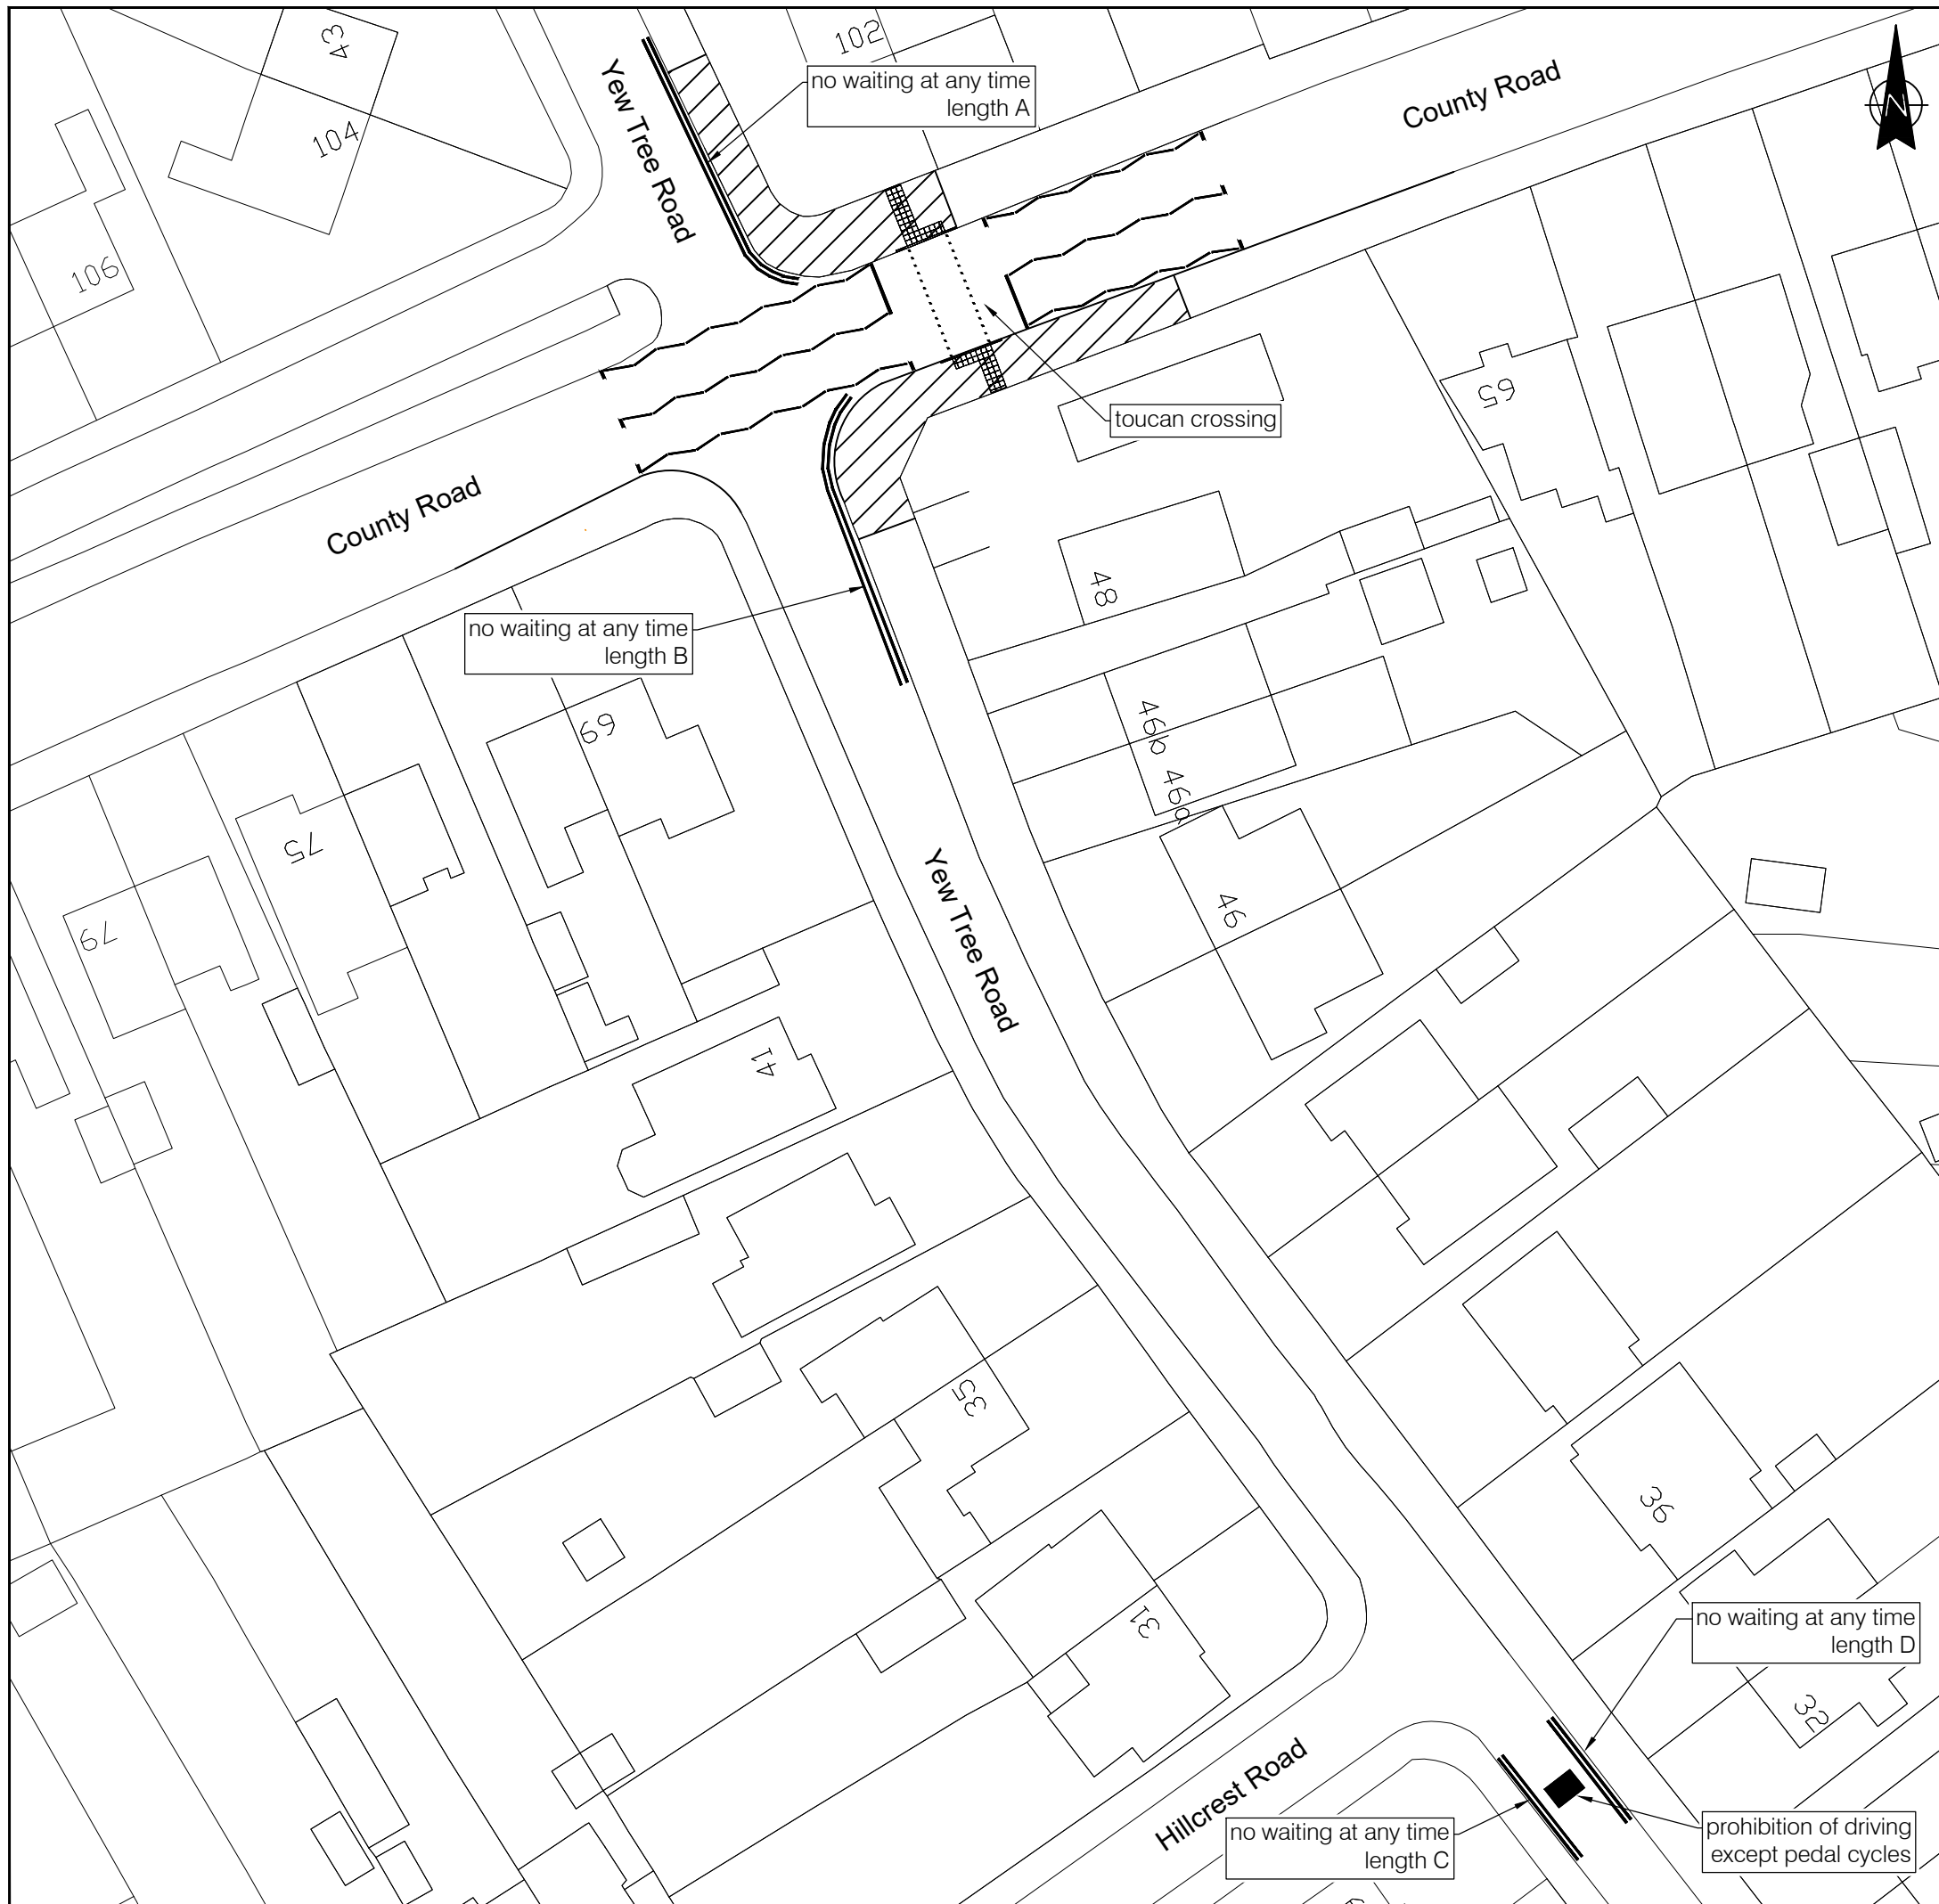 43
102
no waiting at any time
length A
Yew Tree Road
County Road
N
104
106
65
toucan crossing
County Road
48
no waiting at any time
length B
69
46b
46a
75
46
79
Yew Tree Road
41
35
36
31
no waiting at any time
length D
32
Hillcrest Road
no waiting at any time
length C
prohibition of driving
except pedal cycles